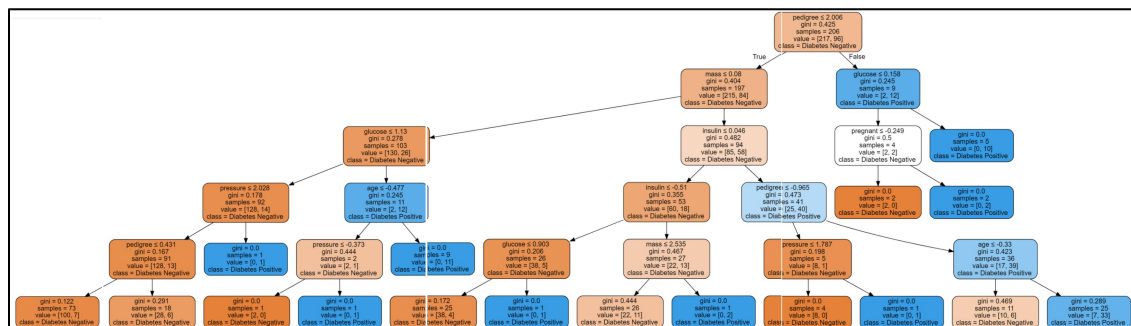 pedigree ≤ 2.006
gini = 0.425
samples = 206
value = [217, 96]
class = Diabetes Negative
True
False
mass ≤ 0.08
gini = 0.404
samples = 197
value = [215, 84]
class = Diabetes Negative
glucose ≤ 0.158
gini = 0.245
samples = 9
value = [2, 12]
class = Diabetes Positive
glucose ≤ 1.13
gini = 0.278
samples = 103
value = [130, 26]
class = Diabetes Negative
insulin ≤ 0.046
gini = 0.482
samples = 94
value = [85, 58]
class = Diabetes Negative
pregnant ≤ -0.249
gini = 0.5
samples = 4
value = [2, 2]
class = Diabetes Negative
gini = 0.0
samples = 5
value = [0, 10]
class = Diabetes Positive
pressure ≤ 2.028
gini = 0.178
samples = 92
value = [128, 14]
class = Diabetes Negative
age ≤ -0.477
gini = 0.245
samples = 11
value = [2, 12]
class = Diabetes Positive
insulin ≤ -0.51
gini = 0.355
samples = 53
value = [60, 18]
class = Diabetes Negative
pedigree ≤ -0.965
gini = 0.473
samples = 41
value = [25, 40]
class = Diabetes Positive
gini = 0.0
samples = 2
value = [2, 0]
class = Diabetes Negative
gini = 0.0
samples = 2
value = [0, 2]
class = Diabetes Positive
pedigree ≤ 0.431
gini = 0.167
samples = 91
value = [128, 13]
class = Diabetes Negative
gini = 0.0
samples = 1
value = [0, 1]
class = Diabetes Positive
pressure ≤ -0.373
gini = 0.444
samples = 2
value = [2, 1]
class = Diabetes Negative
gini = 0.0
samples = 9
value = [0, 11]
class = Diabetes Positive
glucose ≤ 0.903
gini = 0.206
samples = 26
value = [38, 5]
class = Diabetes Negative
mass ≤ 2.535
gini = 0.467
samples = 27
value = [22, 13]
class = Diabetes Negative
pressure ≤ 1.787
gini = 0.198
samples = 5
value = [8, 1]
class = Diabetes Negative
age ≤ -0.33
gini = 0.423
samples = 36
value = [17, 39]
class = Diabetes Positive
gini = 0.122
samples = 73
value = [100, 7]
class = Diabetes Negative
gini = 0.291
samples = 18
value = [28, 6]
class = Diabetes Negative
gini = 0.0
samples = 1
value = [2, 0]
class = Diabetes Negative
gini = 0.0
samples = 1
value = [0, 1]
class = Diabetes Positive
gini = 0.172
samples = 25
value = [38, 4]
class = Diabetes Negative
gini = 0.0
samples = 1
value = [0, 1]
class = Diabetes Positive
gini = 0.444
samples = 26
value = [22, 11]
class = Diabetes Negative
gini = 0.0
samples = 1
value = [0, 2]
class = Diabetes Positive
gini = 0.0
samples = 4
value = [8, 0]
class = Diabetes Negative
gini = 0.0
samples = 1
value = [0, 1]
class = Diabetes Positive
gini = 0.469
samples = 11
value = [10, 6]
class = Diabetes Negative
gini = 0.289
samples = 25
value = [7, 33]
class = Diabetes Positive